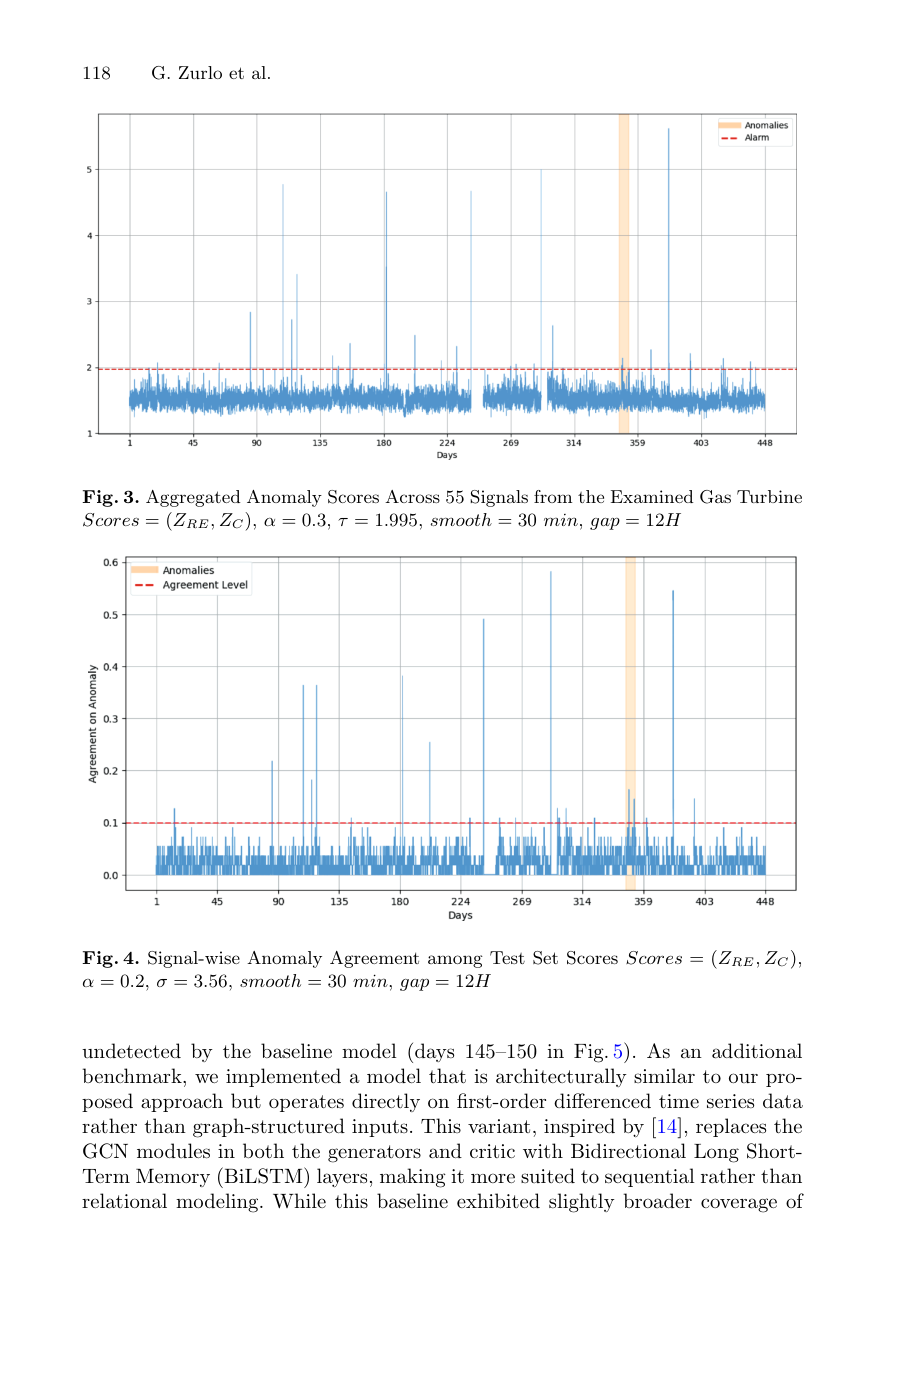 118 G. Zurlo et al.
Anomalies
Alarm
5
4
3
2
1
1 45 90 135 180 224 269 314 359 403 448
Days
Fig. 3. Aggregated Anomaly Scores Across 55 Signals from the Examined Gas Turbine
Scores = (Z_RE, Z_C), α = 0.3, τ = 1.995, smooth = 30 min, gap = 12H
0.6
Anomalies
Agreement Level
0.5
0.4
0.3
0.2
0.1
0.0
Agreement on Anomaly
1 45 90 135 180 224 269 314 359 403 448
Days
Fig. 4. Signal-wise Anomaly Agreement among Test Set Scores Scores = (Z_RE, Z_C),
α = 0.2, σ = 3.56, smooth = 30 min, gap = 12H
undetected by the baseline model (days 145–150 in Fig. 5). As an additional
benchmark, we implemented a model that is architecturally similar to our pro-
posed approach but operates directly on first-order differenced time series data
rather than graph-structured inputs. This variant, inspired by [14], replaces the
GCN modules in both the generators and critic with Bidirectional Long Short-
Term Memory (BiLSTM) layers, making it more suited to sequential rather than
relational modeling. While this baseline exhibited slightly broader coverage of